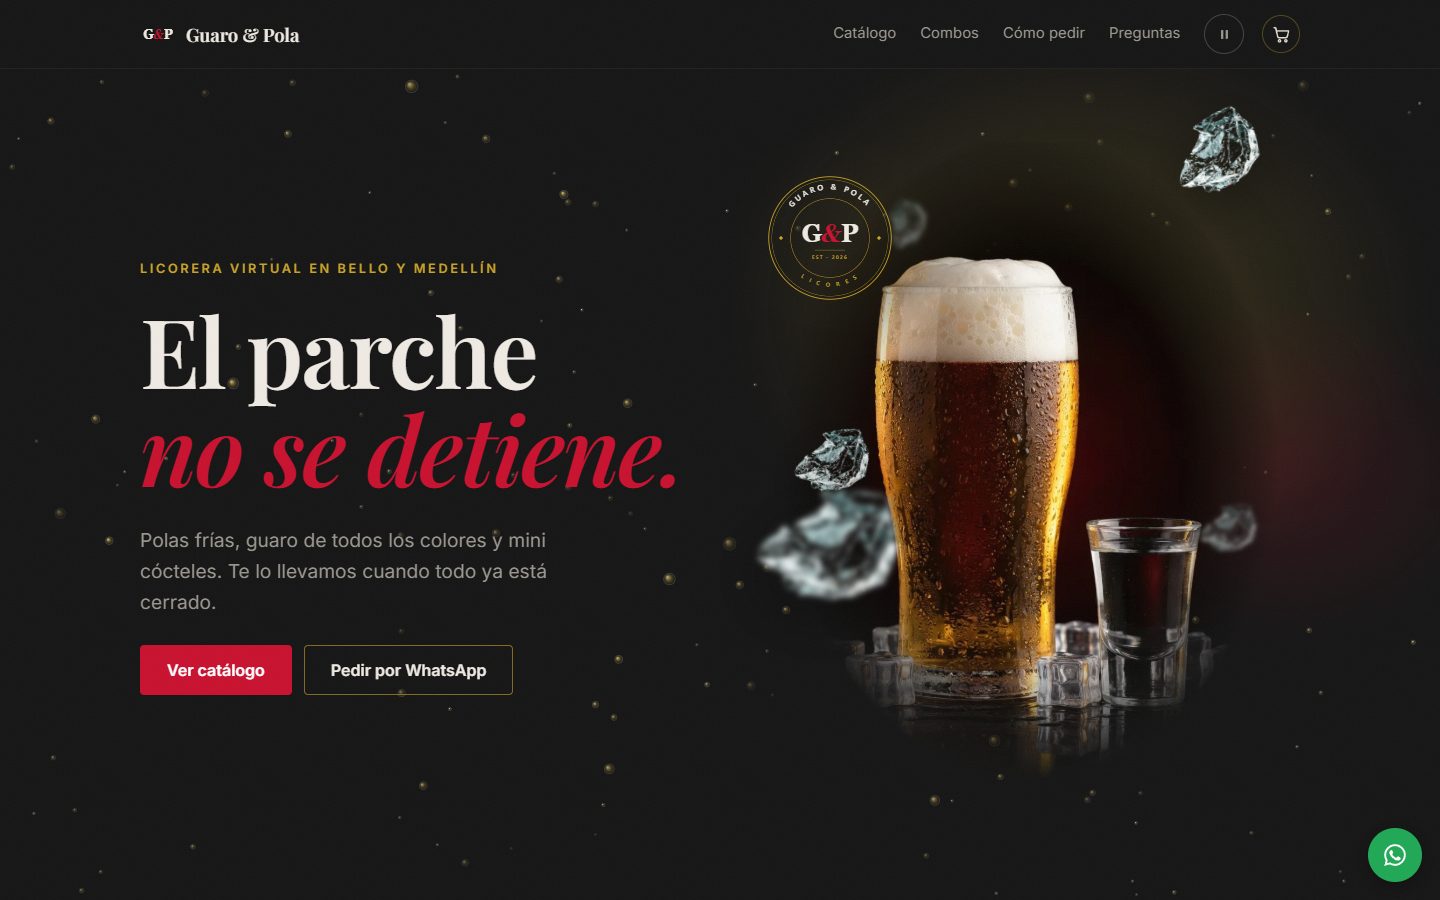 G&P Guaro & Pola
Catálogo Combos Cómo pedir Preguntas
GUARO & POLA
G&P
EST · 2026
LICORES
LICORERA VIRTUAL EN BELLO Y MEDELLÍN
El parche
no se detiene.
Polas frías, guaro de todos los colores y mini
cócteles. Te lo llevamos cuando todo ya está
cerrado.
Ver catálogo
Pedir por WhatsApp